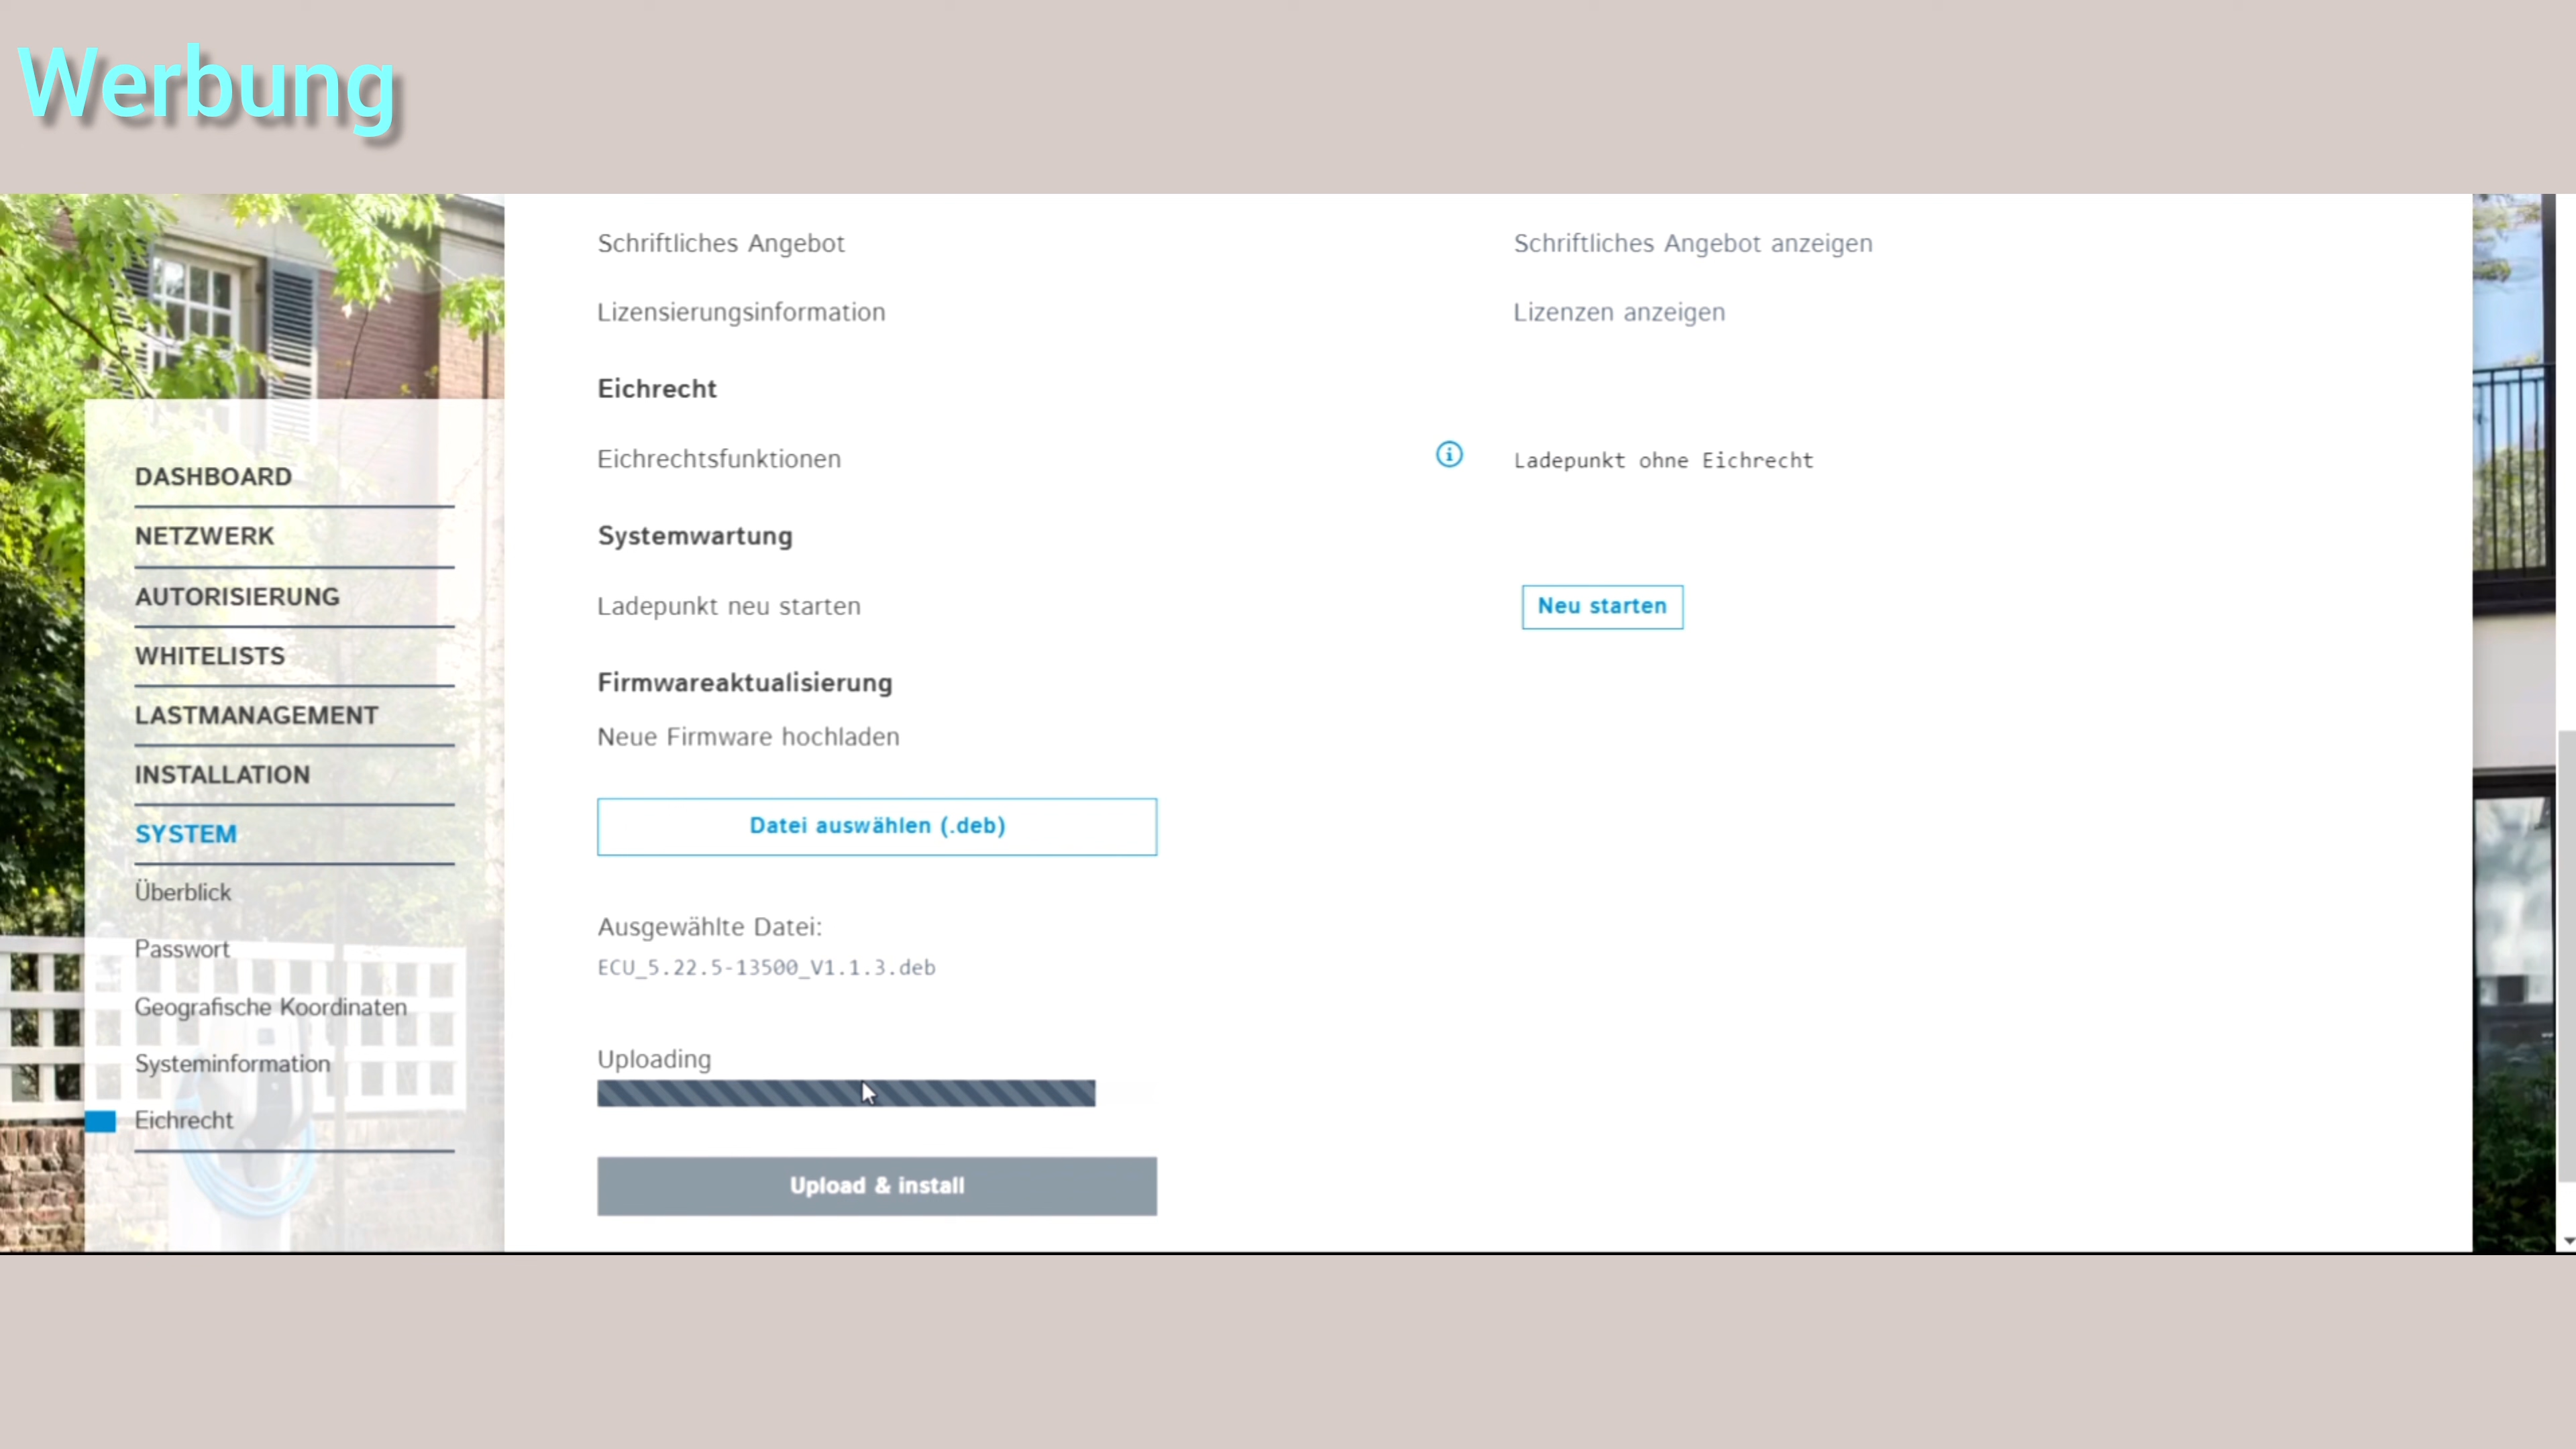 Werbung
DASHBOARD
NETZWERK
AUTORISIERUNG
WHITELISTS
LASTMANAGEMENT
INSTALLATION
SYSTEM
Überblick
Passwort
Geografische Koordinaten
Systeminformation
Eichrecht
Schriftliches Angebot
Schriftliches Angebot anzeigen
Lizensierungsinformation
Lizenzen anzeigen
Eichrecht
Eichrechtsfunktionen
Ladepunkt ohne Eichrecht
Systemwartung
Ladepunkt neu starten
Neu starten
Firmwareaktualisierung
Neue Firmware hochladen
Datei auswählen (.deb)
Ausgewählte Datei:
ECU_5.22.5-13500_V1.1.3.deb
Uploading
Upload & install